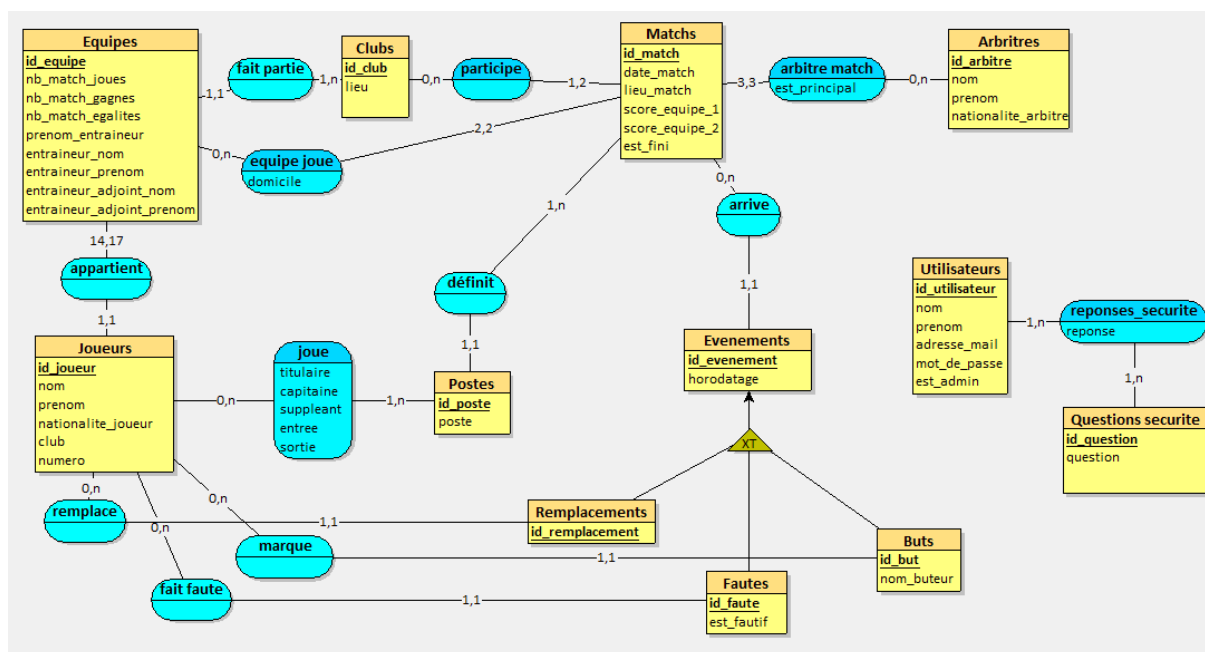 Equipes
id_equipe
nb_match_joues
nb_match_gagnes
nb_match_egalites
prenom_entraineur
entraineur_nom
entraineur_prenom
entraineur_adjoint_nom
entraineur_adjoint_prenom
1,1
fait partie
1,n
Clubs
id_club
lieu
0,n
participe
1,2
Matchs
id_match
date_match
lieu_match
score_equipe_1
score_equipe_2
est_fini
3,3
arbitre match
est_principal
0,n
Arbritres
id_arbitre
nom
prenom
nationalite_arbitre
0,n
equipe joue
domicile
2,2
14,17
appartient
1,1
1,n
définit
1,1
0,n
arrive
1,1
Joueurs
id_joueur
nom
prenom
nationalite_joueur
club
numero
0,n
joue
titulaire
capitaine
suppleant
entree
sortie
1,n
Postes
id_poste
poste
Evenements
id_evenement
horodatage
XT
Utilisateurs
id_utilisateur
nom
prenom
adresse_mail
mot_de_passe
est_admin
1,n
reponses_securite
reponse
1,n
Questions securite
id_question
question
0,n
remplace
1,1
Remplacements
id_remplacement
0,n
marque
1,1
Buts
id_but
nom_buteur
0,n
fait faute
1,1
Fautes
id_faute
est_fautif